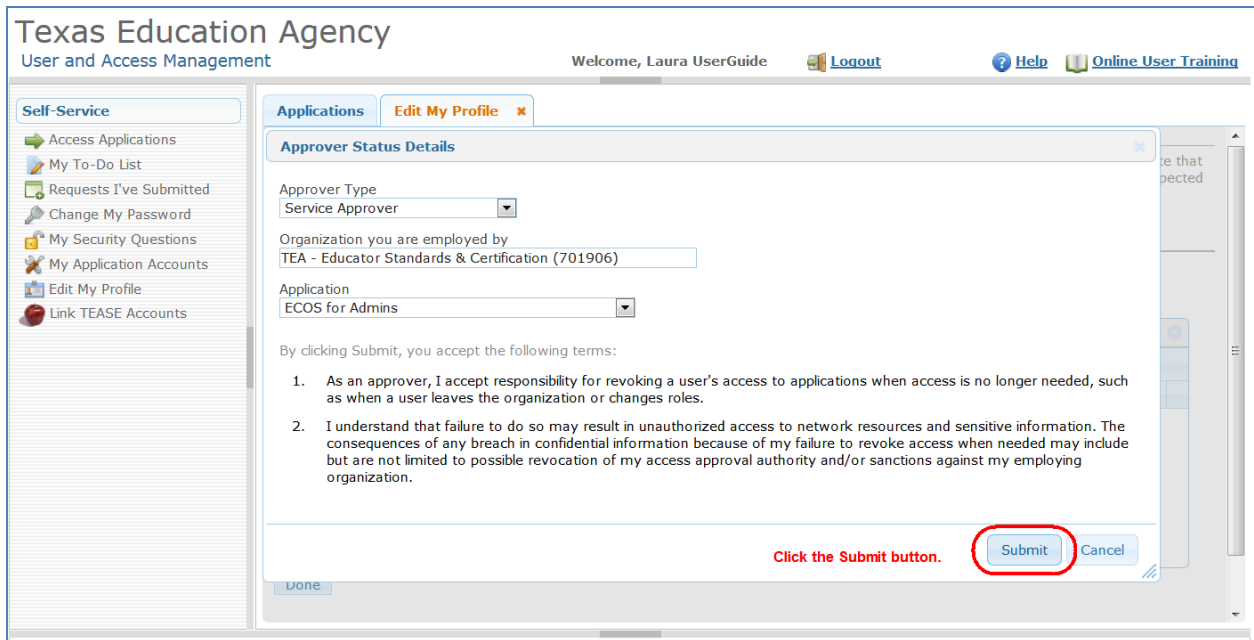 Texas Education Agency
User and Access Management
Welcome, Laura UserGuide
Logout
Help
Online User Training
Self-Service
Access Applications
My To-Do List
Requests I've Submitted
Change My Password
My Security Questions
My Application Accounts
Edit My Profile
Link TEASE Accounts
Applications
Edit My Profile
Approver Status Details
te that
pected
Approver Type
Service Approver
Organization you are employed by
TEA - Educator Standards & Certification (701906)
Application
ECOS for Admins
By clicking Submit, you accept the following terms:
1. As an approver, I accept responsibility for revoking a user's access to applications when access is no longer needed, such
as when a user leaves the organization or changes roles.
2. I understand that failure to do so may result in unauthorized access to network resources and sensitive information. The
consequences of any breach in confidential information because of my failure to revoke access when needed may include
but are not limited to possible revocation of my access approval authority and/or sanctions against my employing
organization.
Click the Submit button.
Submit
Cancel
Done